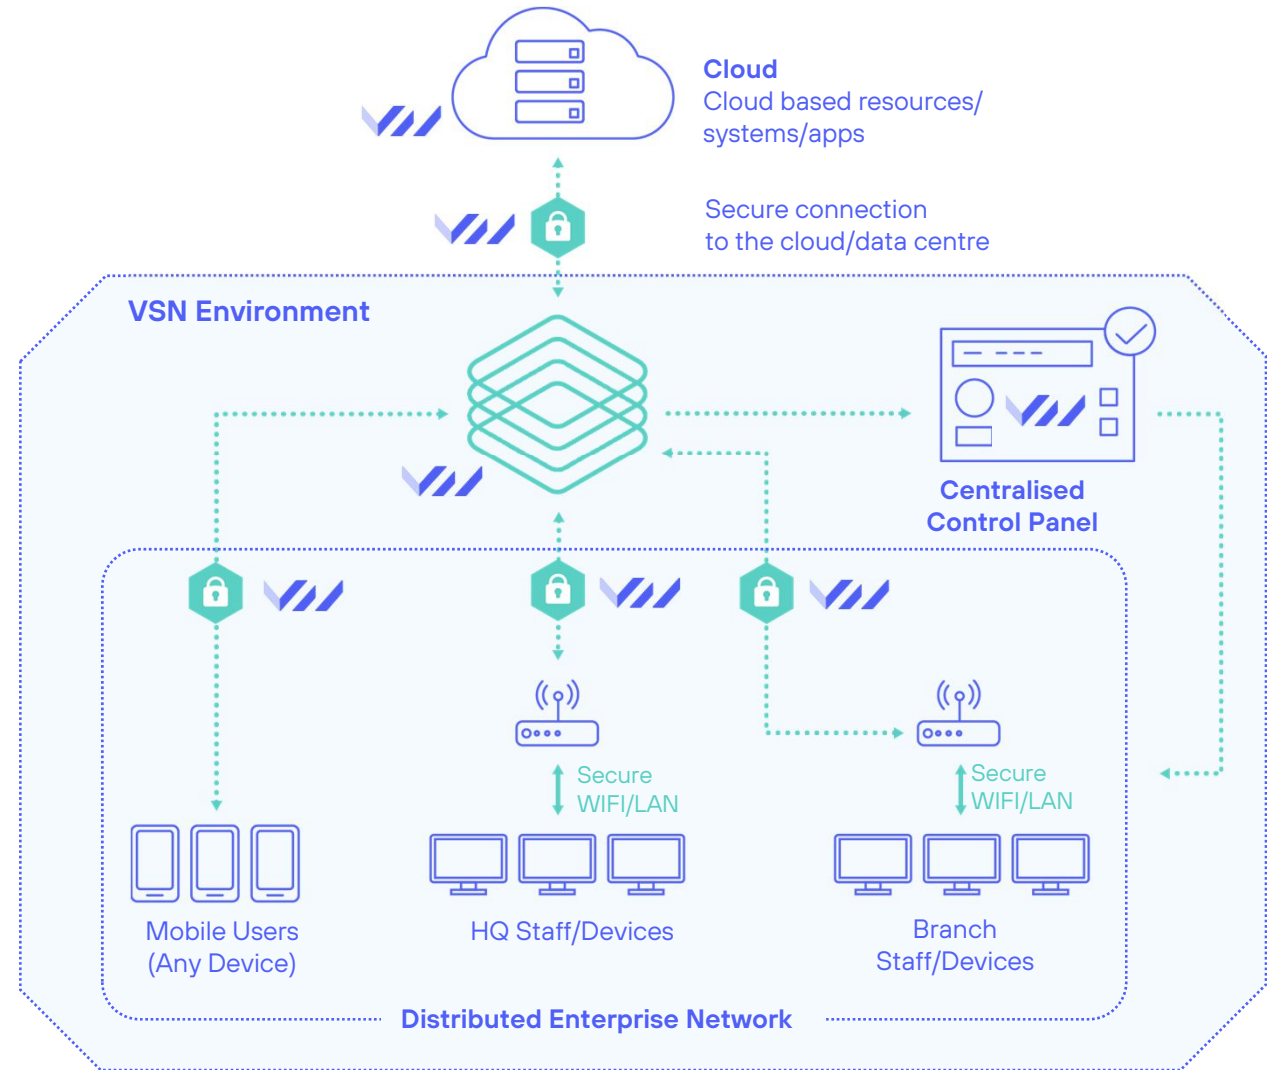 Cloud
Cloud based resources/
systems/apps
Secure connection
to the cloud/data centre
VSN Environment
Centralised
Control Panel
Secure
WIFI/LAN
Secure
WIFI/LAN
Mobile Users
(Any Device)
HQ Staff/Devices
Branch
Staff/Devices
Distributed Enterprise Network